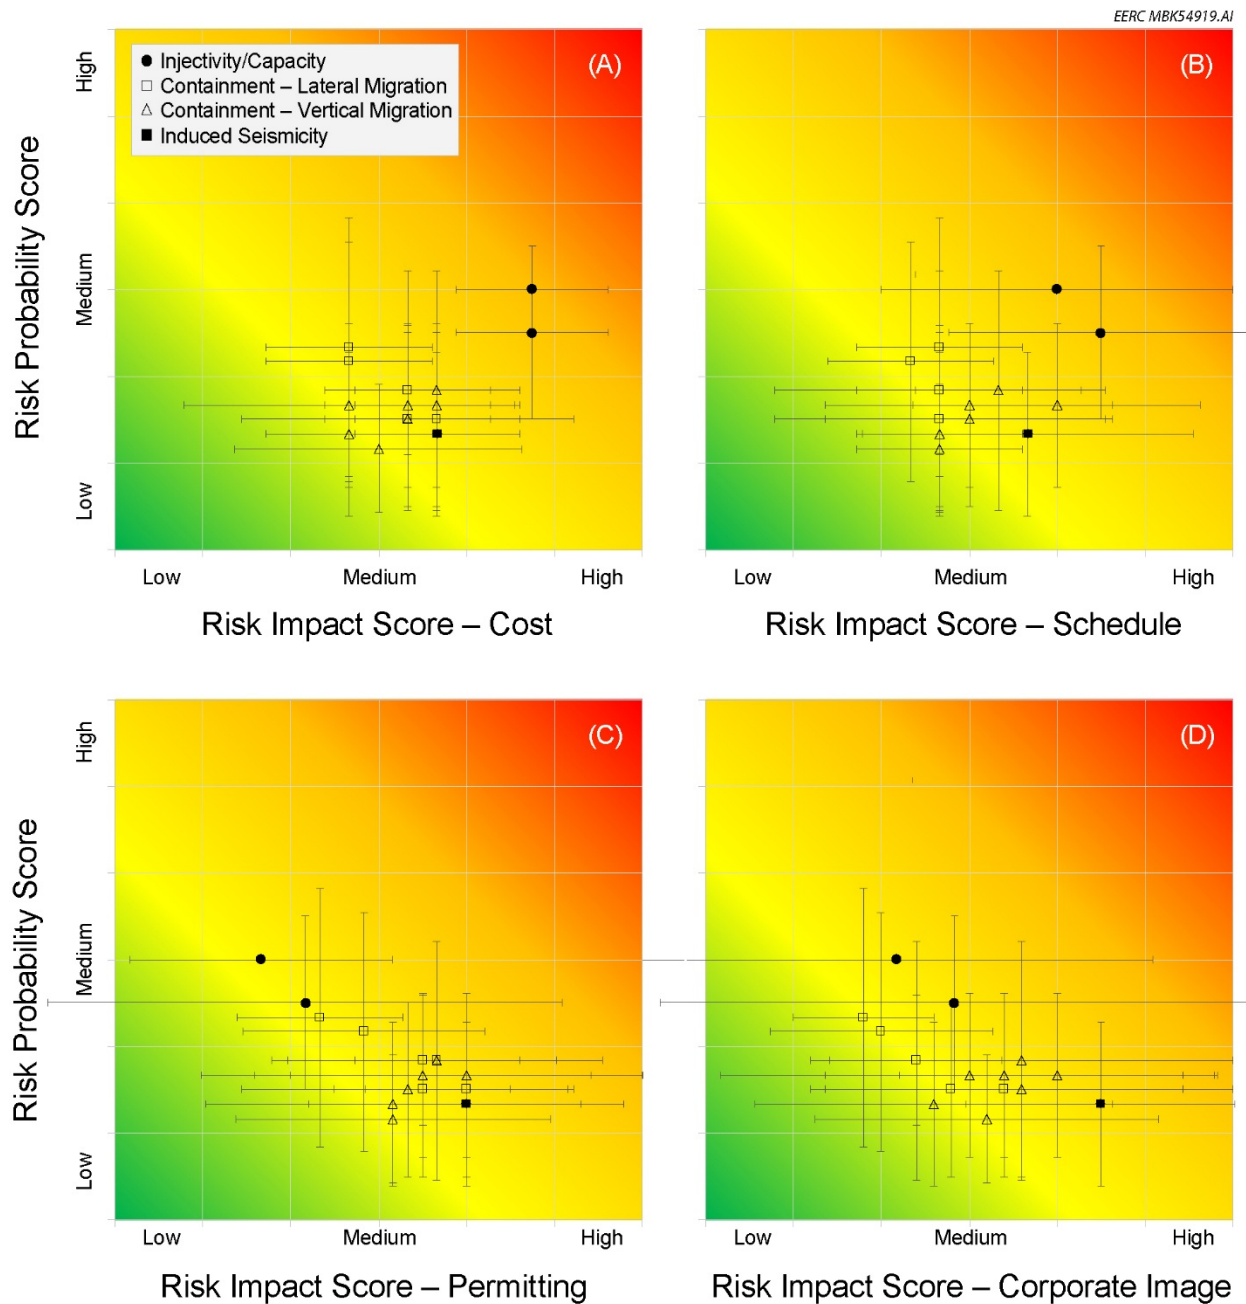 EERC MBK54919.AI
Risk Probability Score
High
Medium
Low
Injectivity/Capacity
Containment – Lateral Migration
Containment – Vertical Migration
Induced Seismicity
(A)
Low Medium High
Risk Impact Score – Cost
(B)
Low Medium High
Risk Impact Score – Schedule
Risk Probability Score
High
Medium
Low
(C)
Low Medium High
Risk Impact Score – Permitting
(D)
Low Medium High
Risk Impact Score – Corporate Image